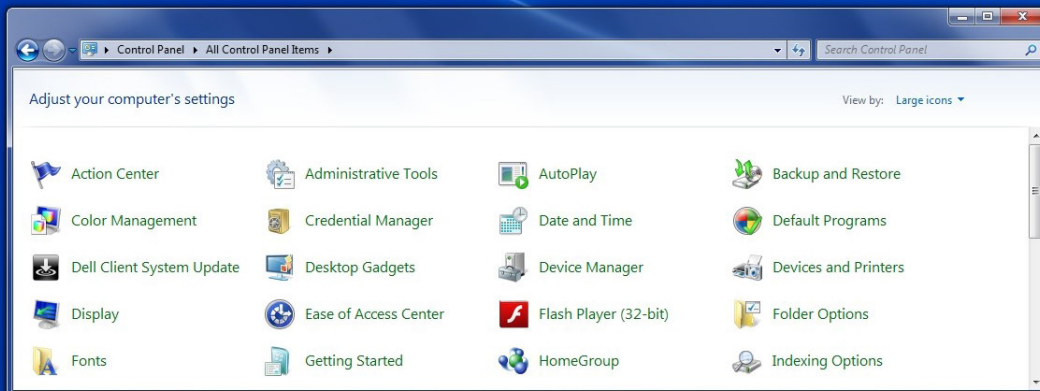 Control Panel All Control Panel Items Search Control Panel
Adjust your computer's settings View by: Large icons
Action Center Administrative Tools AutoPlay Backup and Restore
Color Management Credential Manager Date and Time Default Programs
Dell Client System Update Desktop Gadgets Device Manager Devices and Printers
Display Ease of Access Center Flash Player (32-bit) Folder Options
Fonts Getting Started HomeGroup Indexing Options